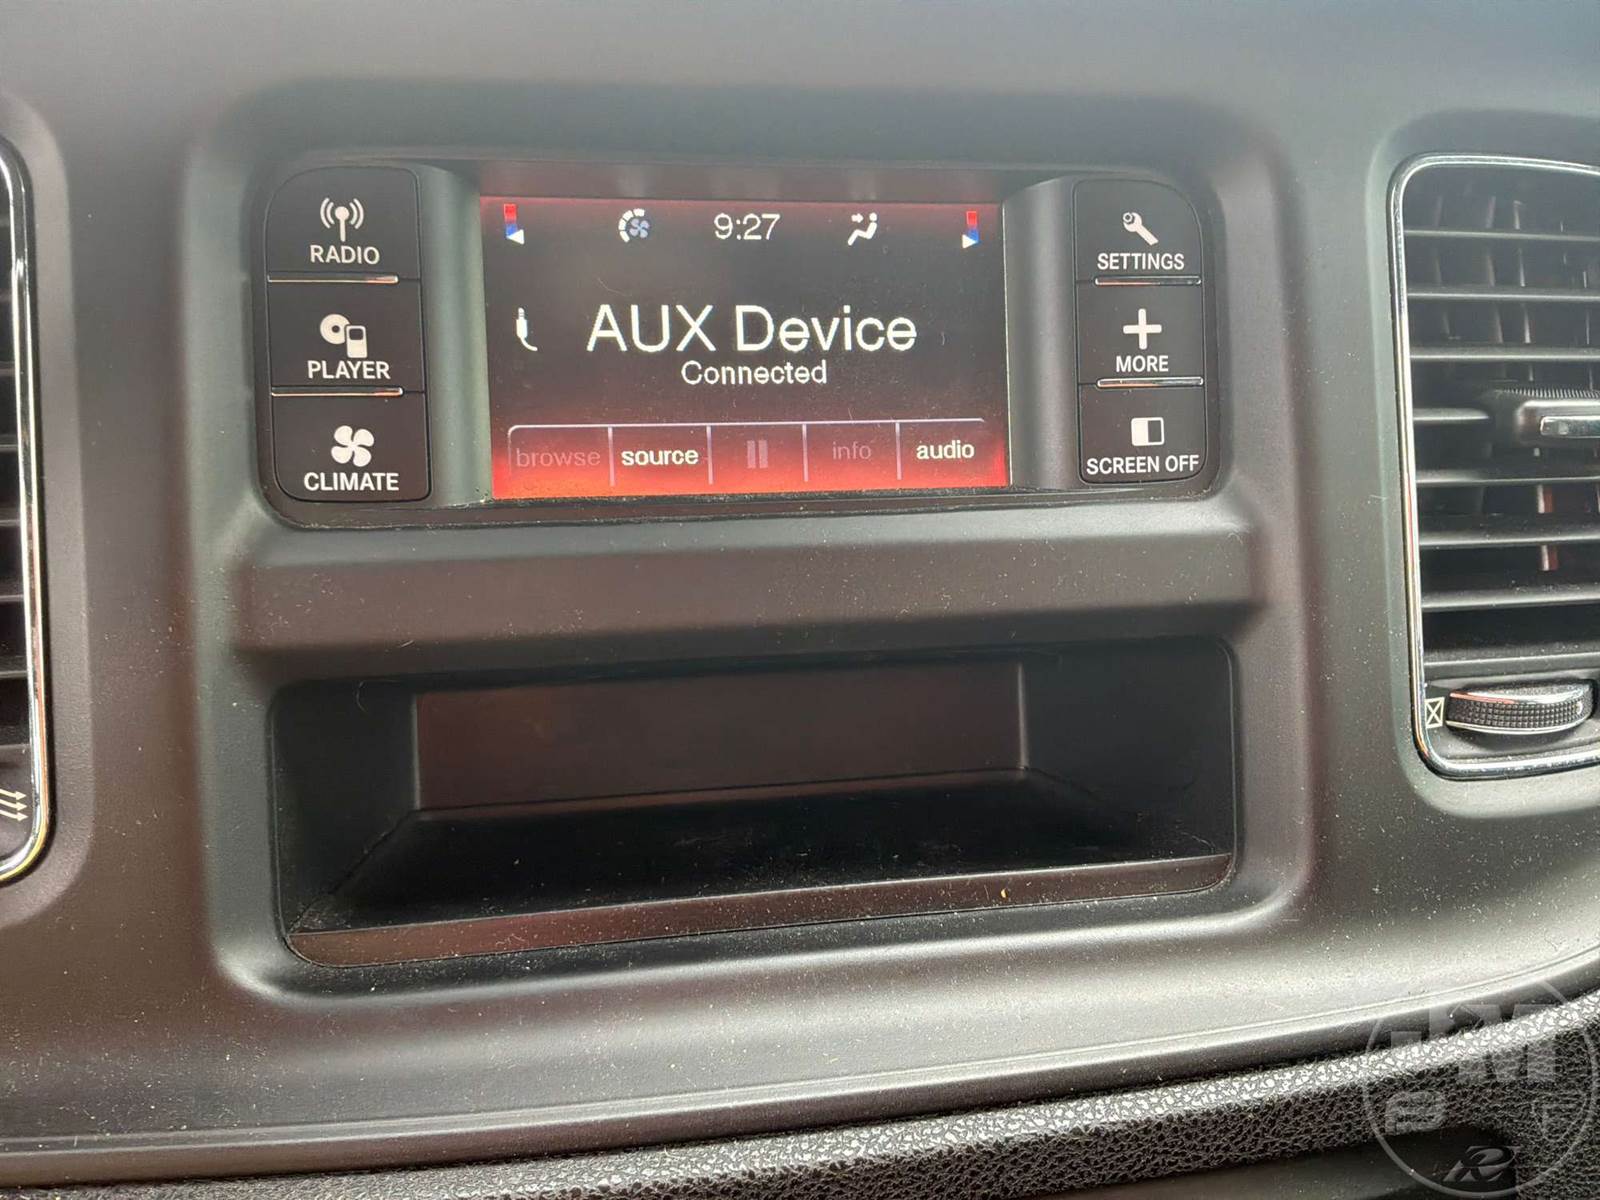 RADIO
PLAYER
CLIMATE
9:27
AUX Device
Connected
browse
source
info
audio
SETTINGS
MORE
SCREEN OFF